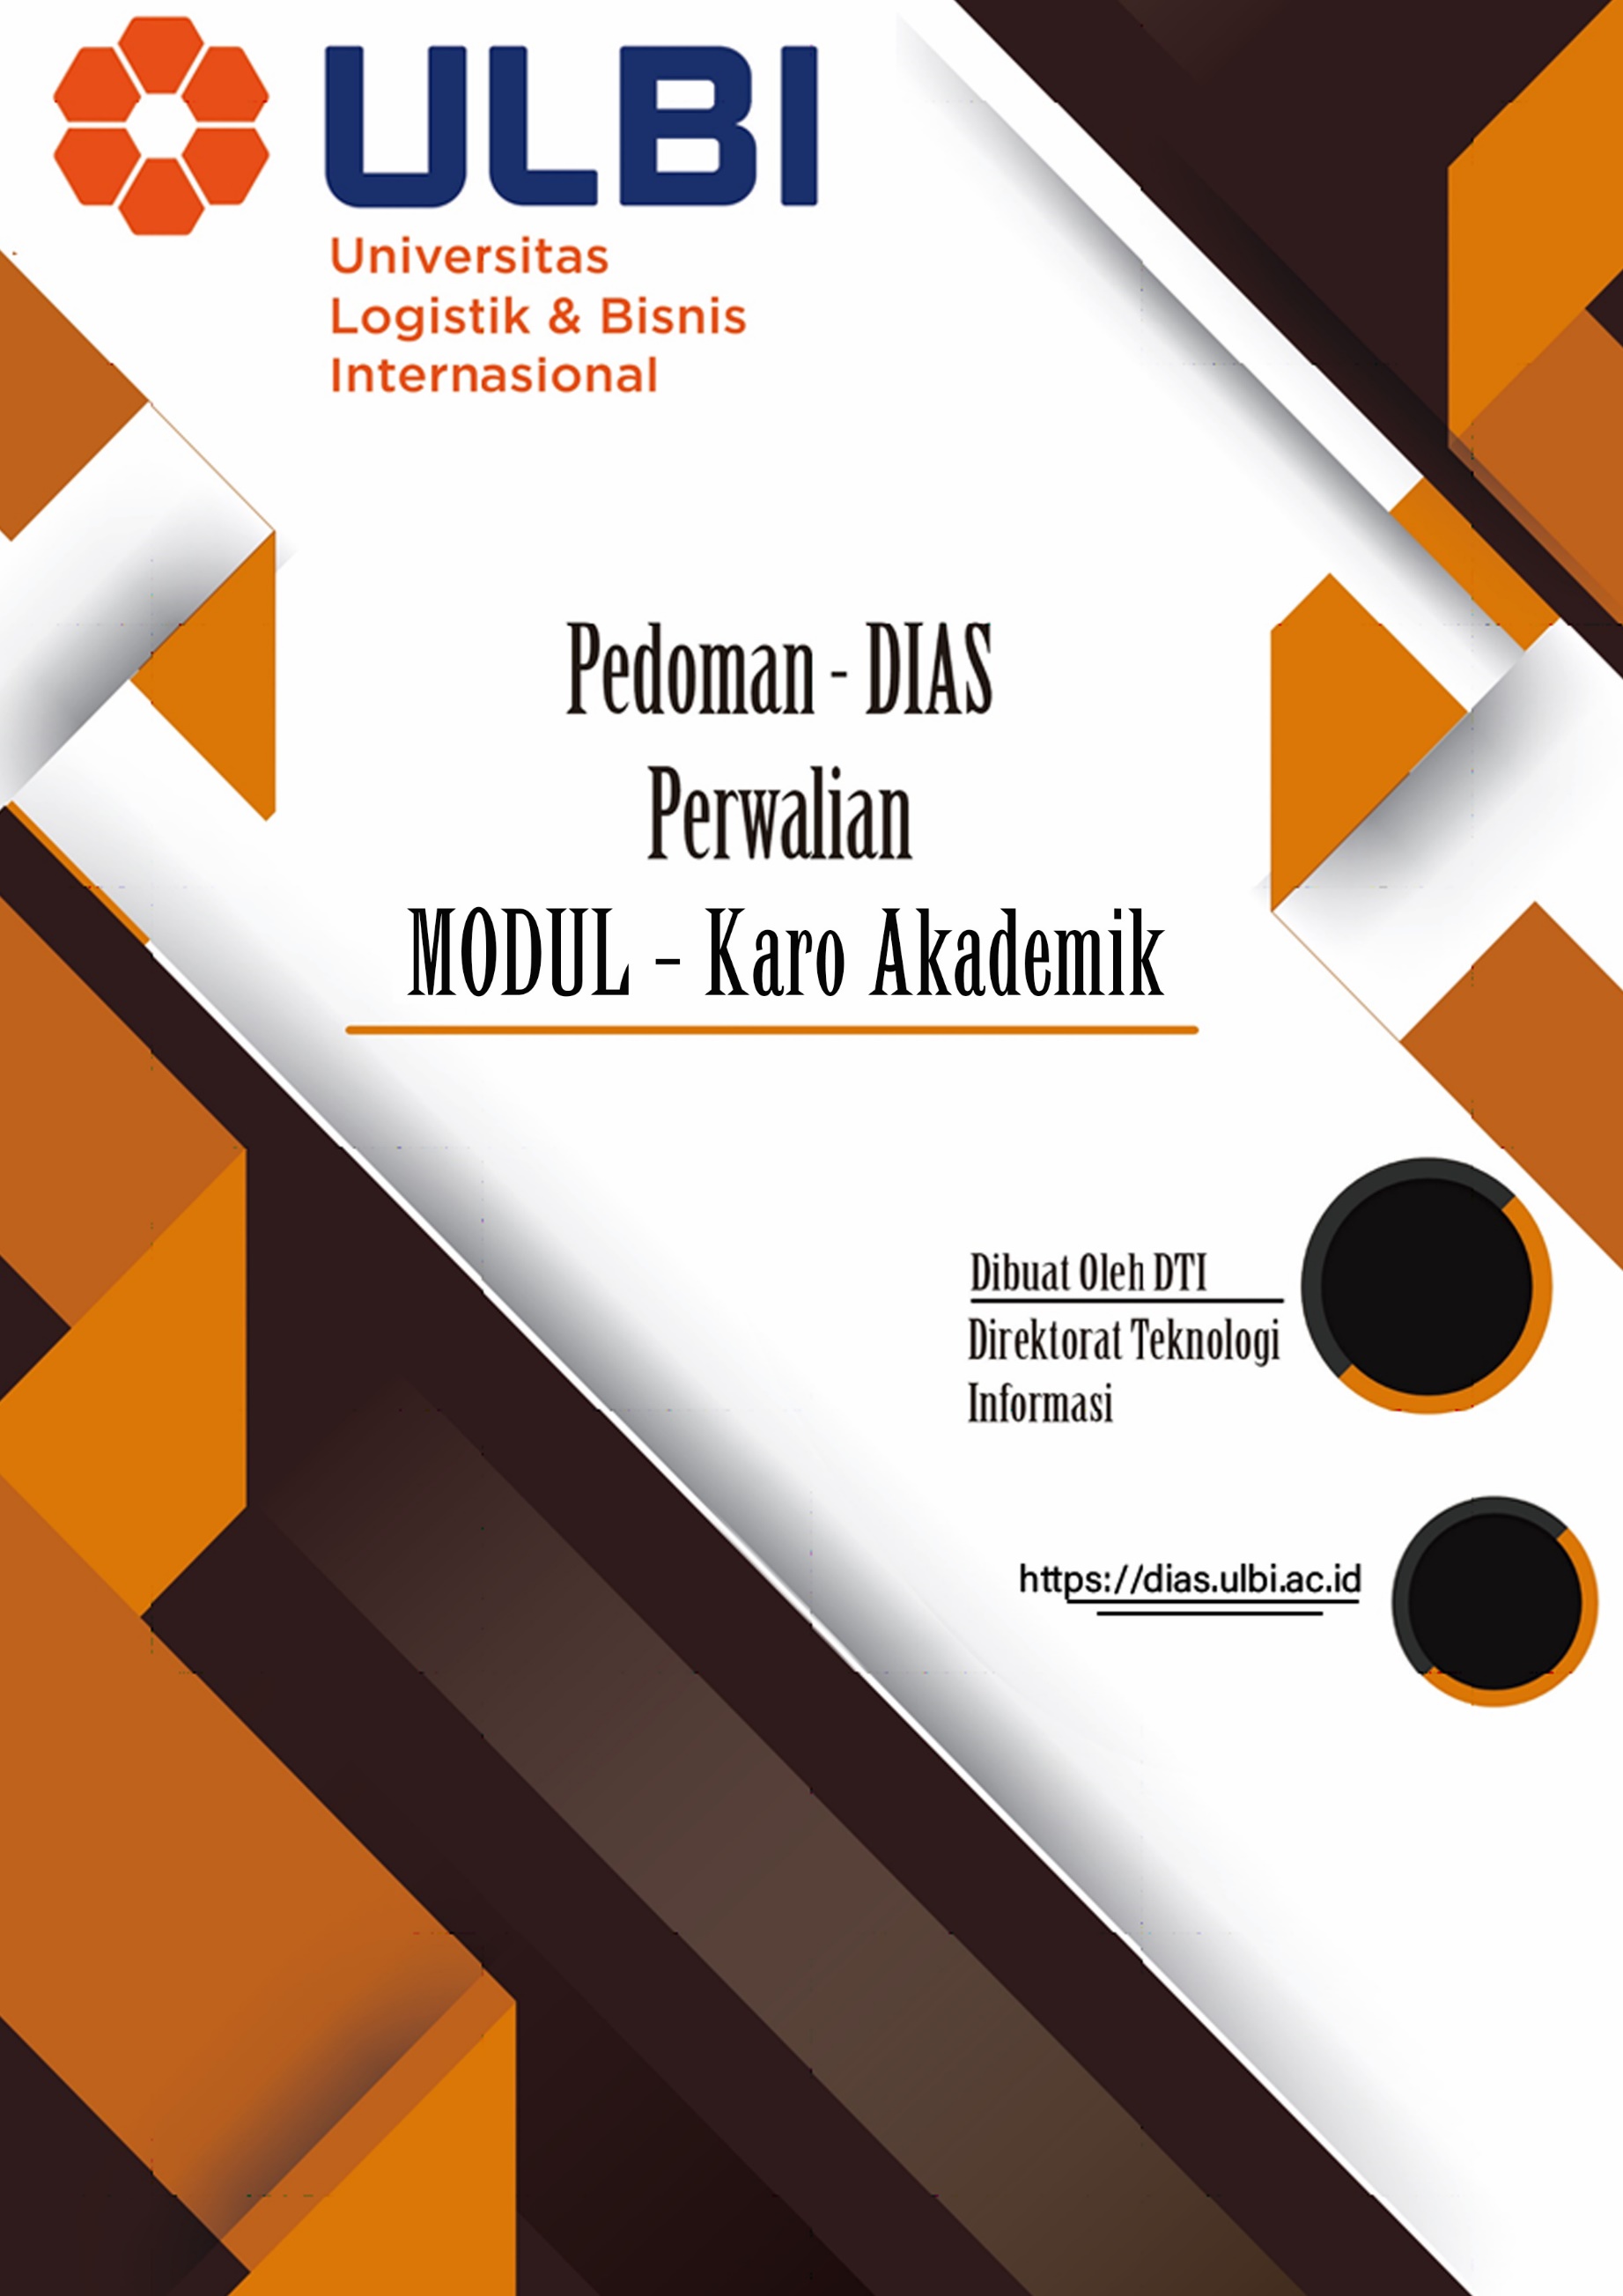 ULBI
Universitas
Logistik & Bisnis
Internasional
Pedoman - DIAS
Perwalian
MODUL - Karo Akademik
Dibuat Oleh DTI
Direktorat Teknologi
Informasi
https://dias.ulbi.ac.id